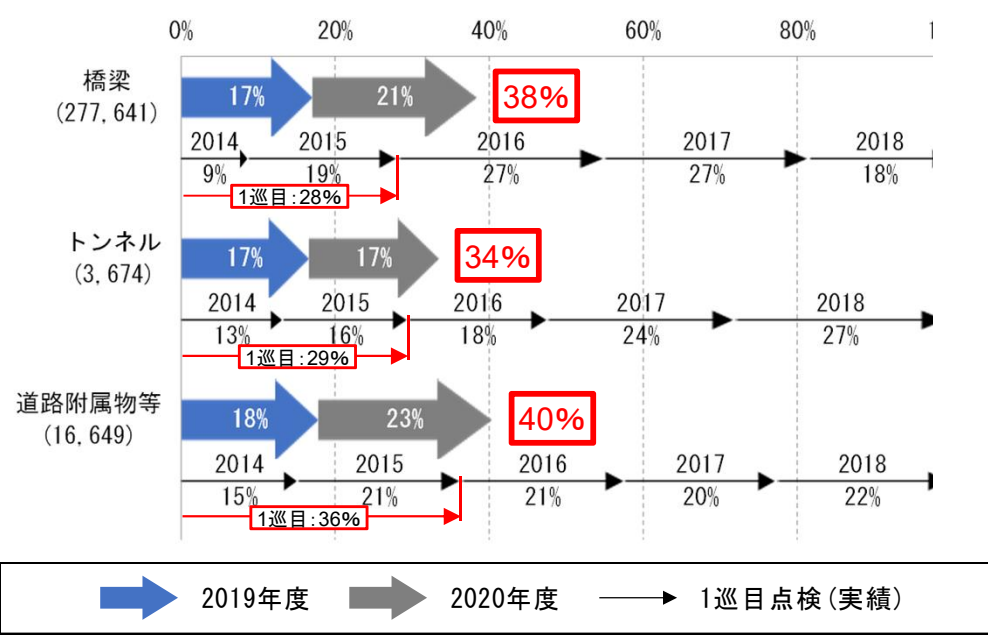 0% 20% 40% 60% 80% 1
橋梁
(277,641)
17% 21% 38%
2014 2015 2016 2017 2018
9% 19% 27% 27% 18%
1巡目:28%
トンネル
(3,674)
17% 17% 34%
2014 2015 2016 2017 2018
13% 16% 18% 24% 27%
1巡目:29%
道路附属物等
(16,649)
18% 23% 40%
2014 2015 2016 2017 2018
15% 21% 21% 20% 22%
1巡目:36%
2019年度 2020年度 1巡目点検(実績)